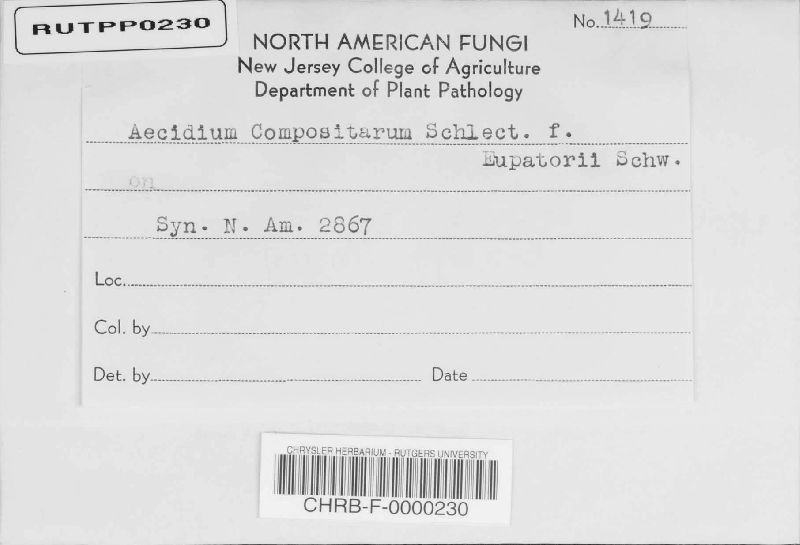 RUTPP0230
No. 1419
NORTH AMERICAN FUNGI
New Jersey College of Agriculture
Department of Plant Pathology
Aecidium Compositarum Schlect. f.
Eupatorii Schw.
on
Syn. N. Am. 2867
Loc.
Col. by
Det. by Date
CHRYSLER HERBARIUM - RUTGERS UNIVERSITY
CHRB-F-0000230